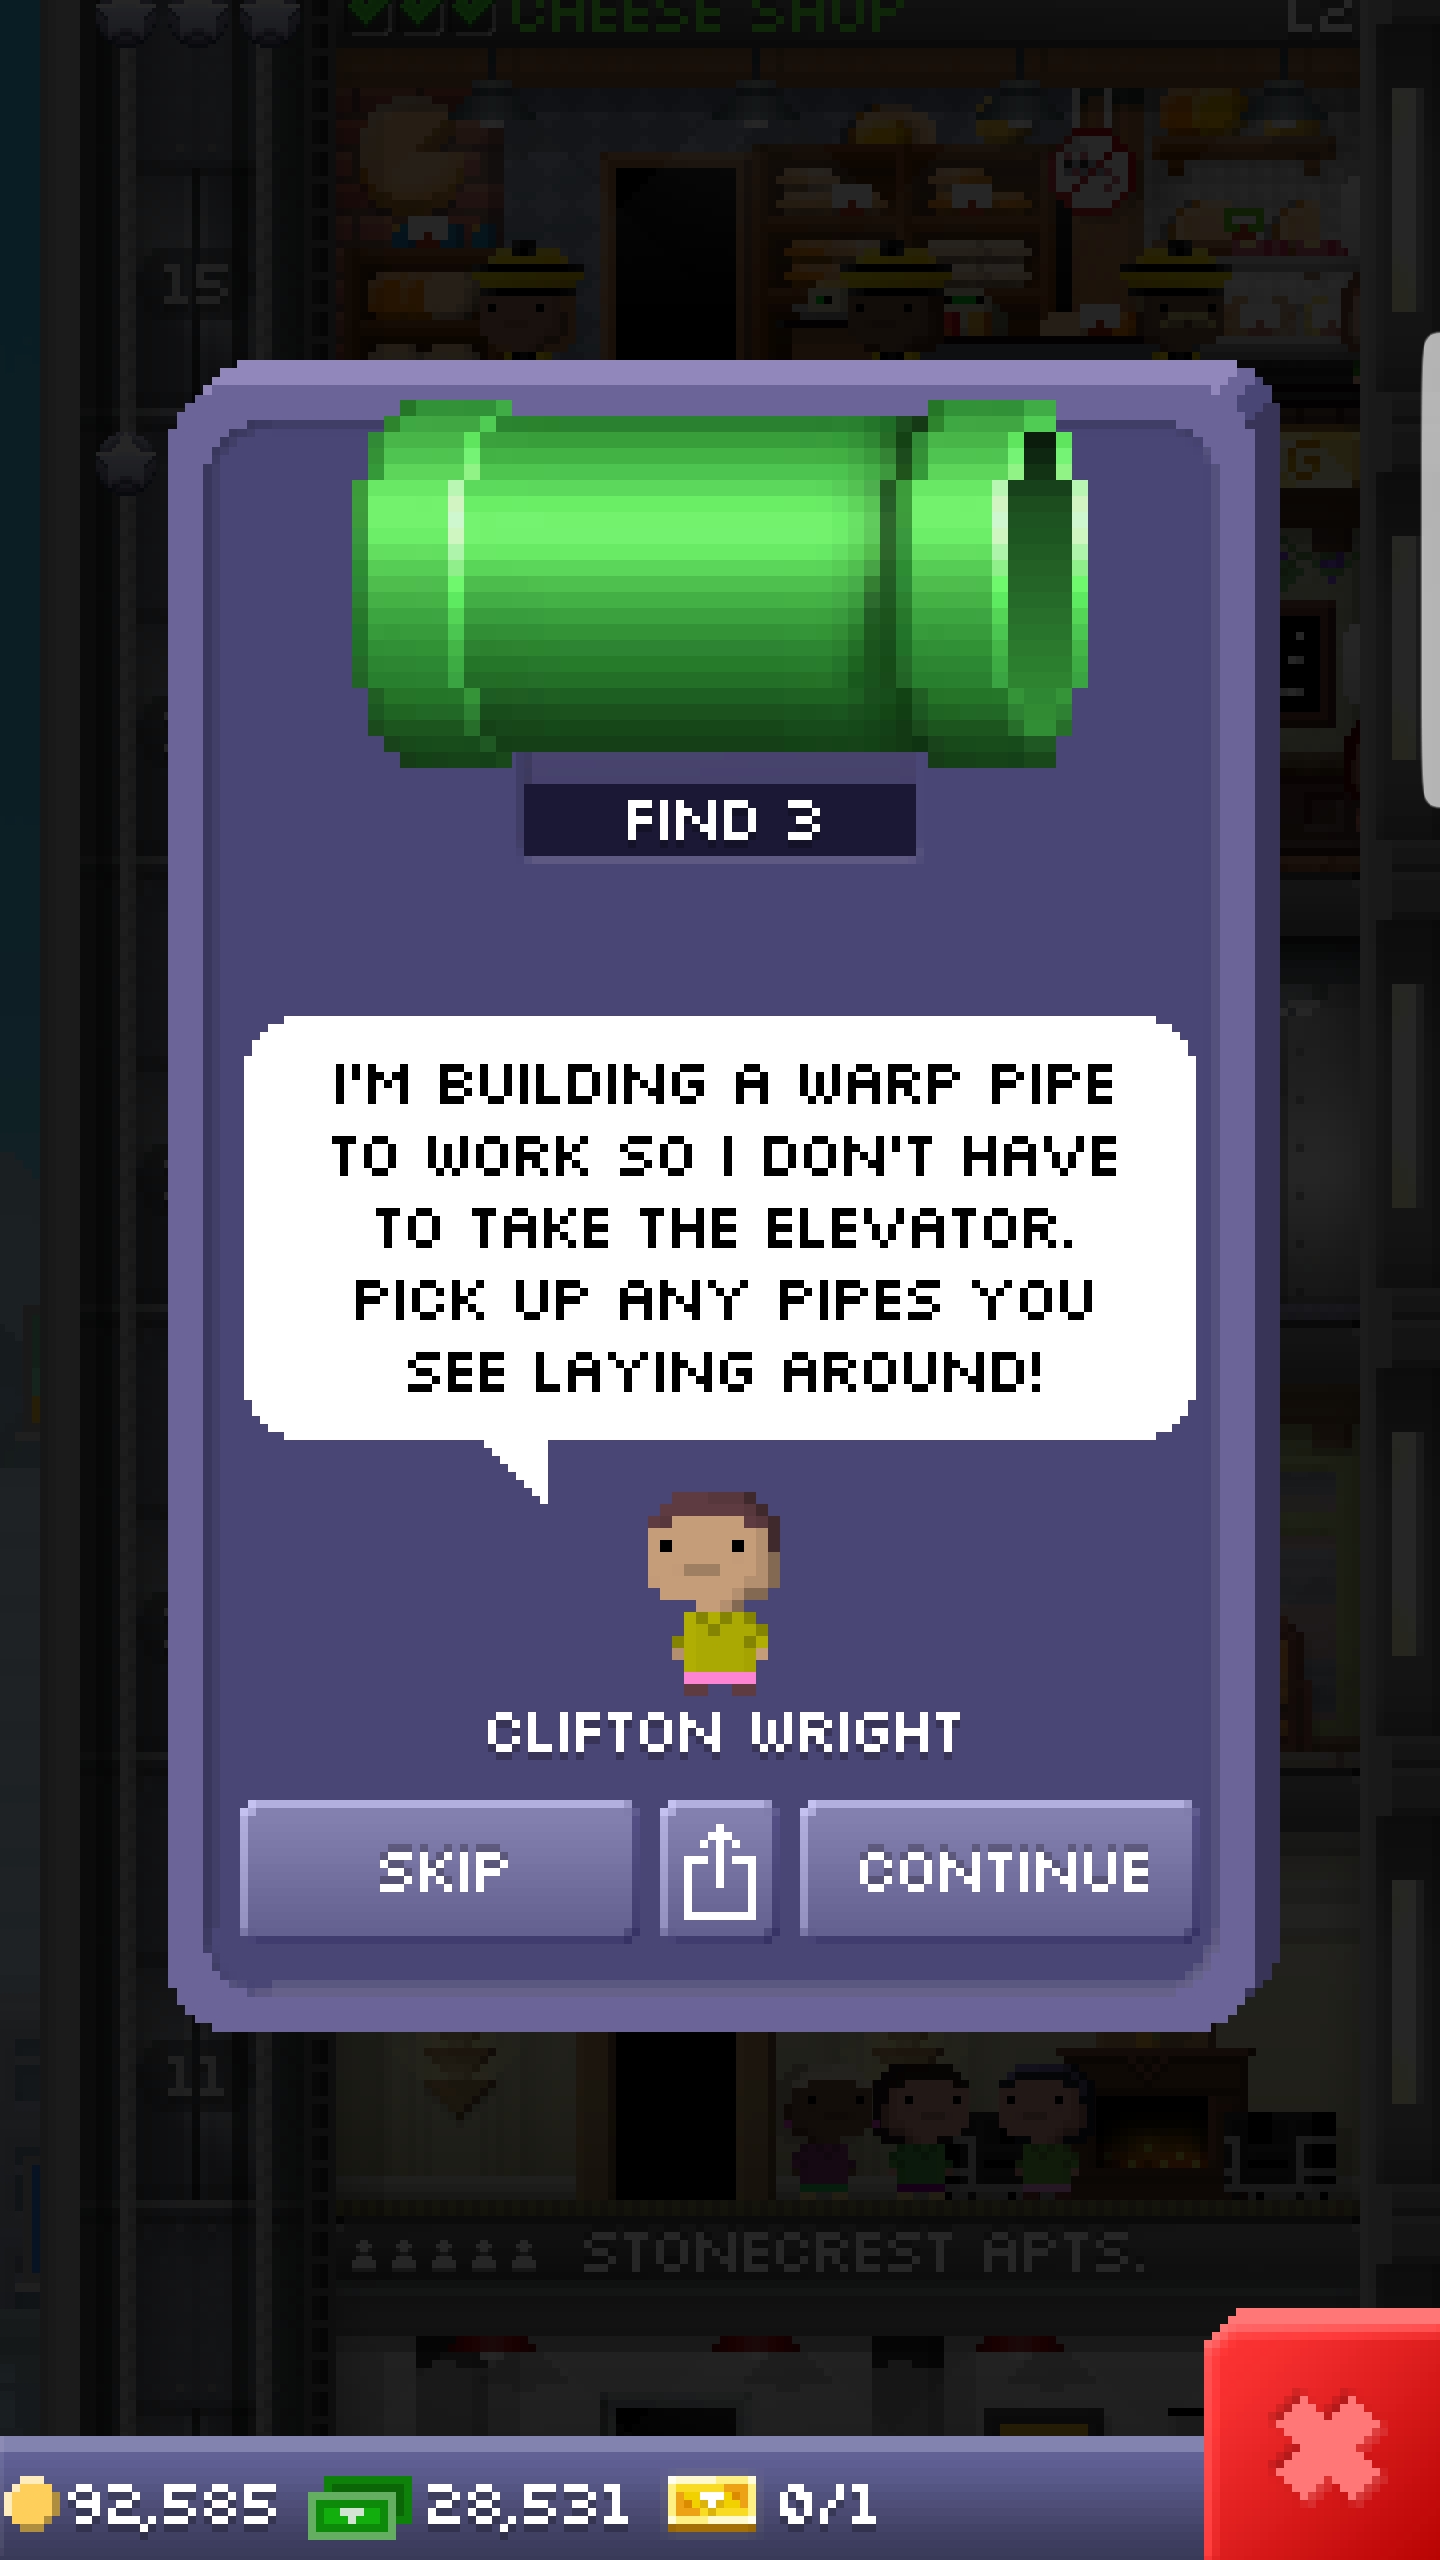 CHEESE SHOP L2
15
G
FIND 3
I'M BUILDING A WARP PIPE
TO WORK SO I DON'T HAVE
TO TAKE THE ELEVATOR.
PICK UP ANY PIPES YOU
SEE LAYING AROUND!
CLIFTON WRIGHT
SKIP
CONTINUE
11
STONECREST APTS.
92,585 28,531 0/1